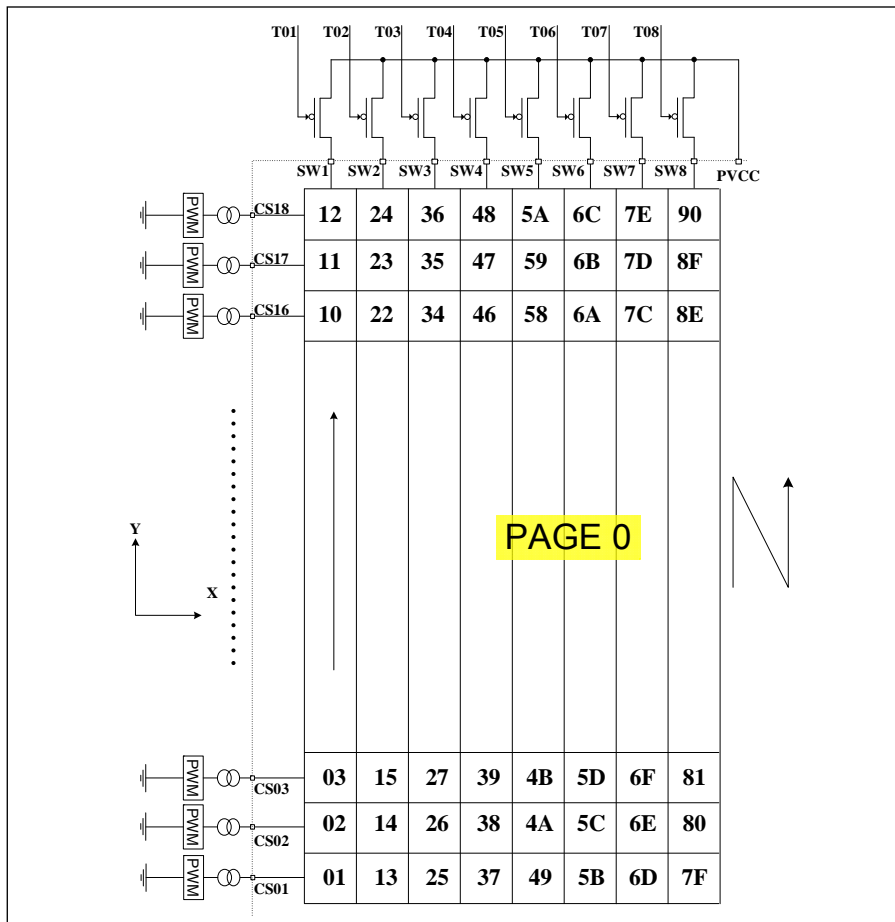 T01 T02 T03 T04 T05 T06 T07 T08
SW1 SW2 SW3 SW4 SW5 SW6 SW7 SW8 PVCC
PWM CS18 12 24 36 48 5A 6C 7E 90
PWM CS17 11 23 35 47 59 6B 7D 8F
PWM CS16 10 22 34 46 58 6A 7C 8E
PAGE 0
Y
X
PWM CS03 03 15 27 39 4B 5D 6F 81
PWM CS02 02 14 26 38 4A 5C 6E 80
PWM CS01 01 13 25 37 49 5B 6D 7F